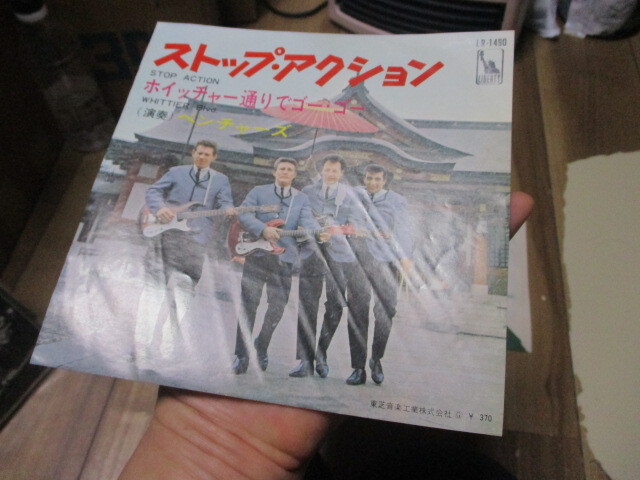 ストップ・アクション
STOP ACTION
ホイッチャー通りでゴー・ゴー
WHITTIER Blvd.
(演奏) ベンチャーズ
LR-1490
LIBERTY
東芝音楽工業株式会社 ¥ 370